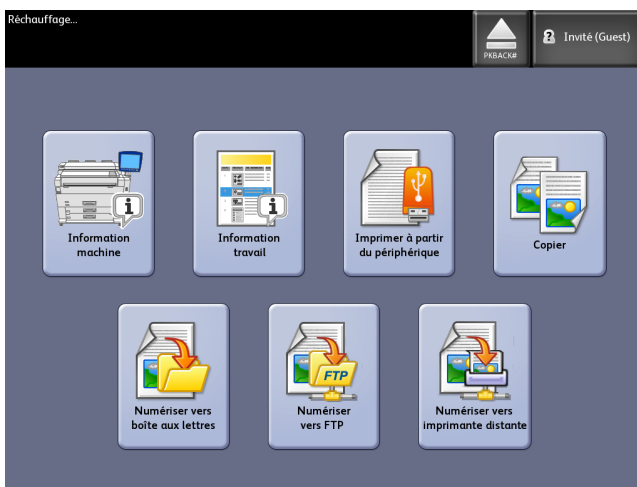 Réchauffage...
PKBACK#
Invité (Guest)
Information
machine
Information
travail
Imprimer à partir
du périphérique
Copier
Numériser vers
boîte aux lettres
FTP
Numériser
vers FTP
Numériser vers
imprimante distante